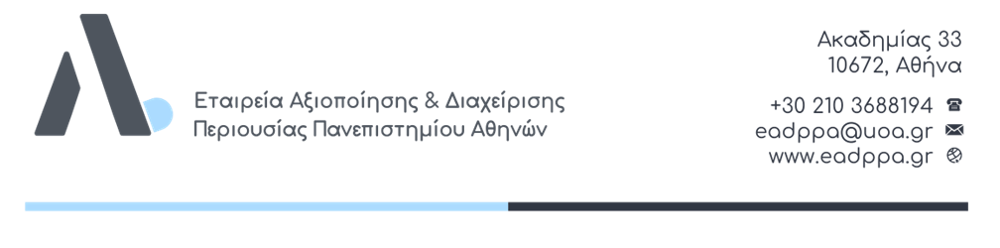 Εταιρεία Αξιοποίησης & Διαχείρισης
Περιουσίας Πανεπιστημίου Αθηνών
Ακαδημίας 33
10672, Αθήνα
+30 210 3688194
eadppa@uoa.gr
www.eadppa.gr